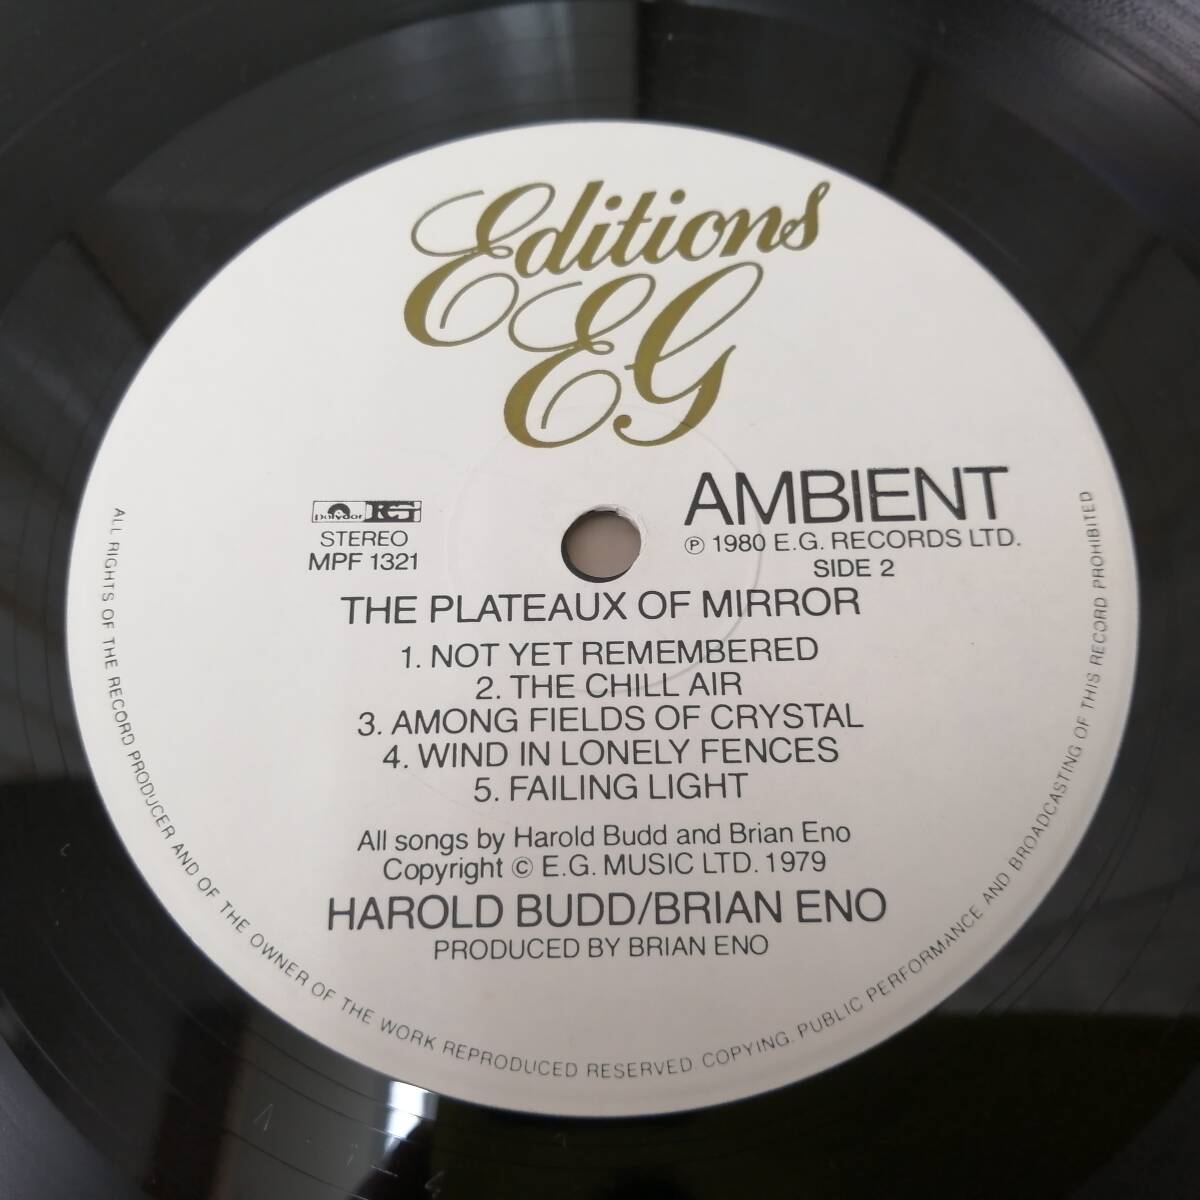 Editions
EG
AMBIENT
polydor EG
STEREO
MPF 1321
℗ 1980 E.G. RECORDS LTD.
SIDE 2
THE PLATEAUX OF MIRROR
1. NOT YET REMEMBERED
2. THE CHILL AIR
3. AMONG FIELDS OF CRYSTAL
4. WIND IN LONELY FENCES
5. FAILING LIGHT
All songs by Harold Budd and Brian Eno
Copyright © E.G. MUSIC LTD. 1979
HAROLD BUDD/BRIAN ENO
PRODUCED BY BRIAN ENO
ALL RIGHTS OF THE RECORD PRODUCER AND OF THE OWNER OF THE WORK REPRODUCED RESERVED. COPYING, PUBLIC PERFORMANCE AND BROADCASTING OF THIS RECORD PROHIBITED